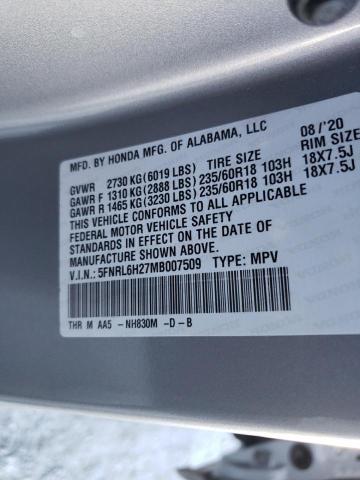 MFD. BY HONDA MFG. OF ALABAMA, LLC 08/'20
GVWR 2730 KG(6019 LBS) TIRE SIZE RIM SIZE
GAWR F 1310 KG(2888 LBS) 235/60R18 103H 18X7.5J
GAWR R 1465 KG(3230 LBS) 235/60R18 103H 18X7.5J
THIS VEHICLE CONFORMS TO ALL APPLICABLE
FEDERAL MOTOR VEHICLE SAFETY AND
THEFT PREVENTION STANDARDS IN
EFFECT ON THE DATE OF
MANUFACTURE SHOWN ABOVE.
V.I.N.: 5FNRL6H27MB007509 TYPE: MPV
THR M AA5 -NH830M -D-B